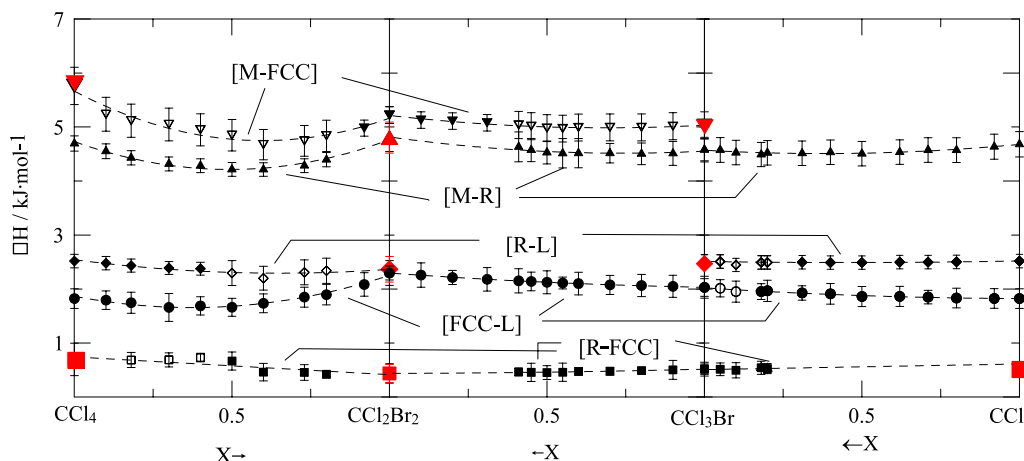 7
[M-FCC]
5
[M-R]
□H / kJ·mol-1
3
[R-L]
[FCC-L]
1
[R-FCC]
CCl4 0.5 CCl2Br2 0.5 CCl3Br 0.5 CCl
X→ ←X ←X